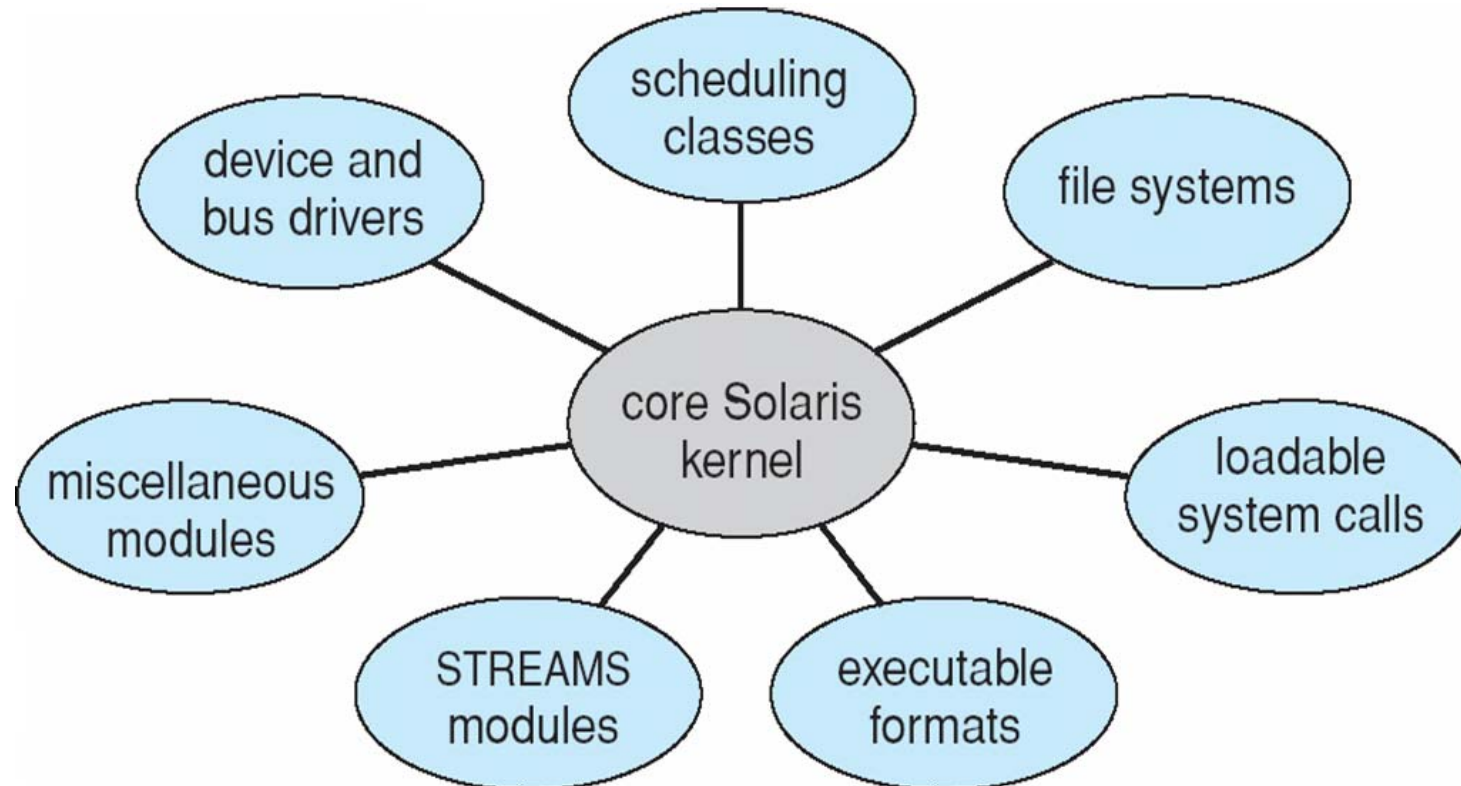 scheduling
classes
device and
bus drivers
file systems
core Solaris
kernel
miscellaneous
modules
loadable
system calls
STREAMS
modules
executable
formats